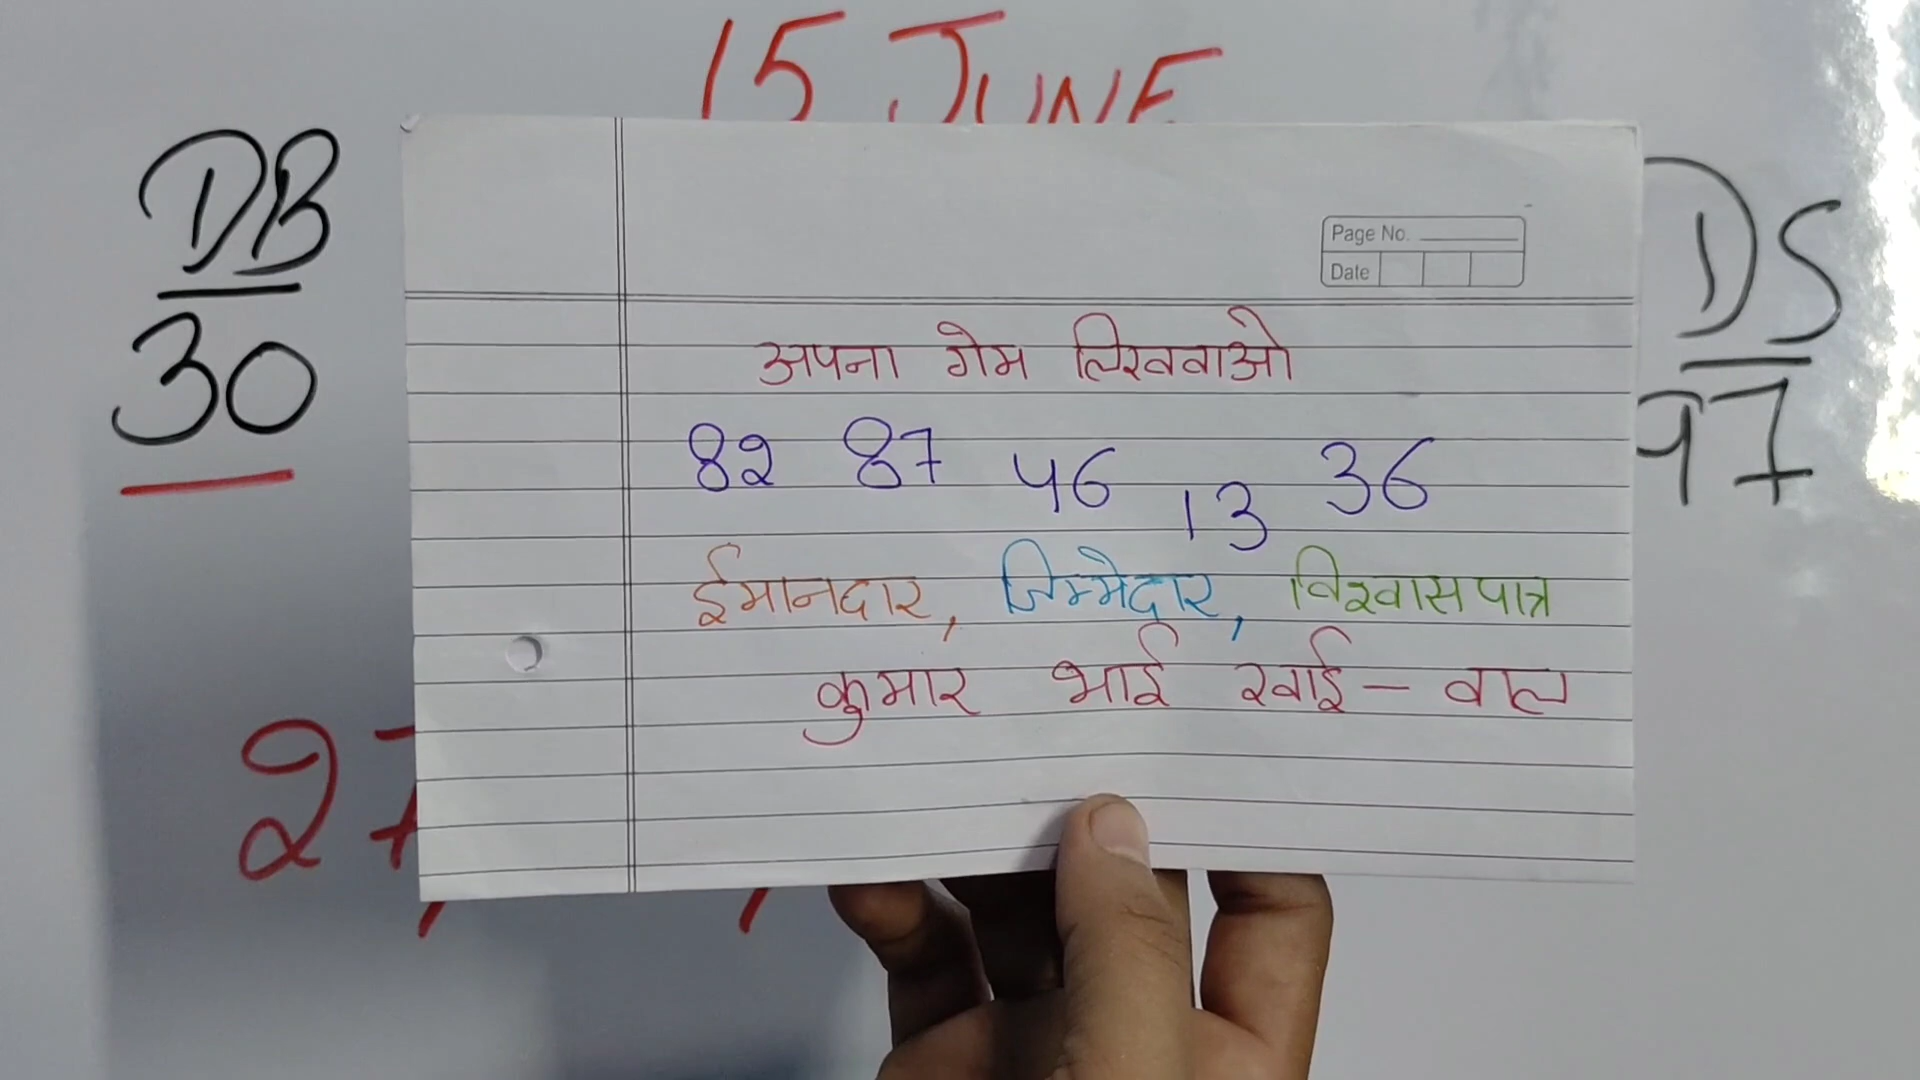 15 JUNE
DB
30
DS
97
Page No.
Date
अपना गेम लिखवाओ
82 87 46 13 36
ईमानदार, जिम्मेदार, विश्वासपात्र
कुमार भाई खाई - वाल
27